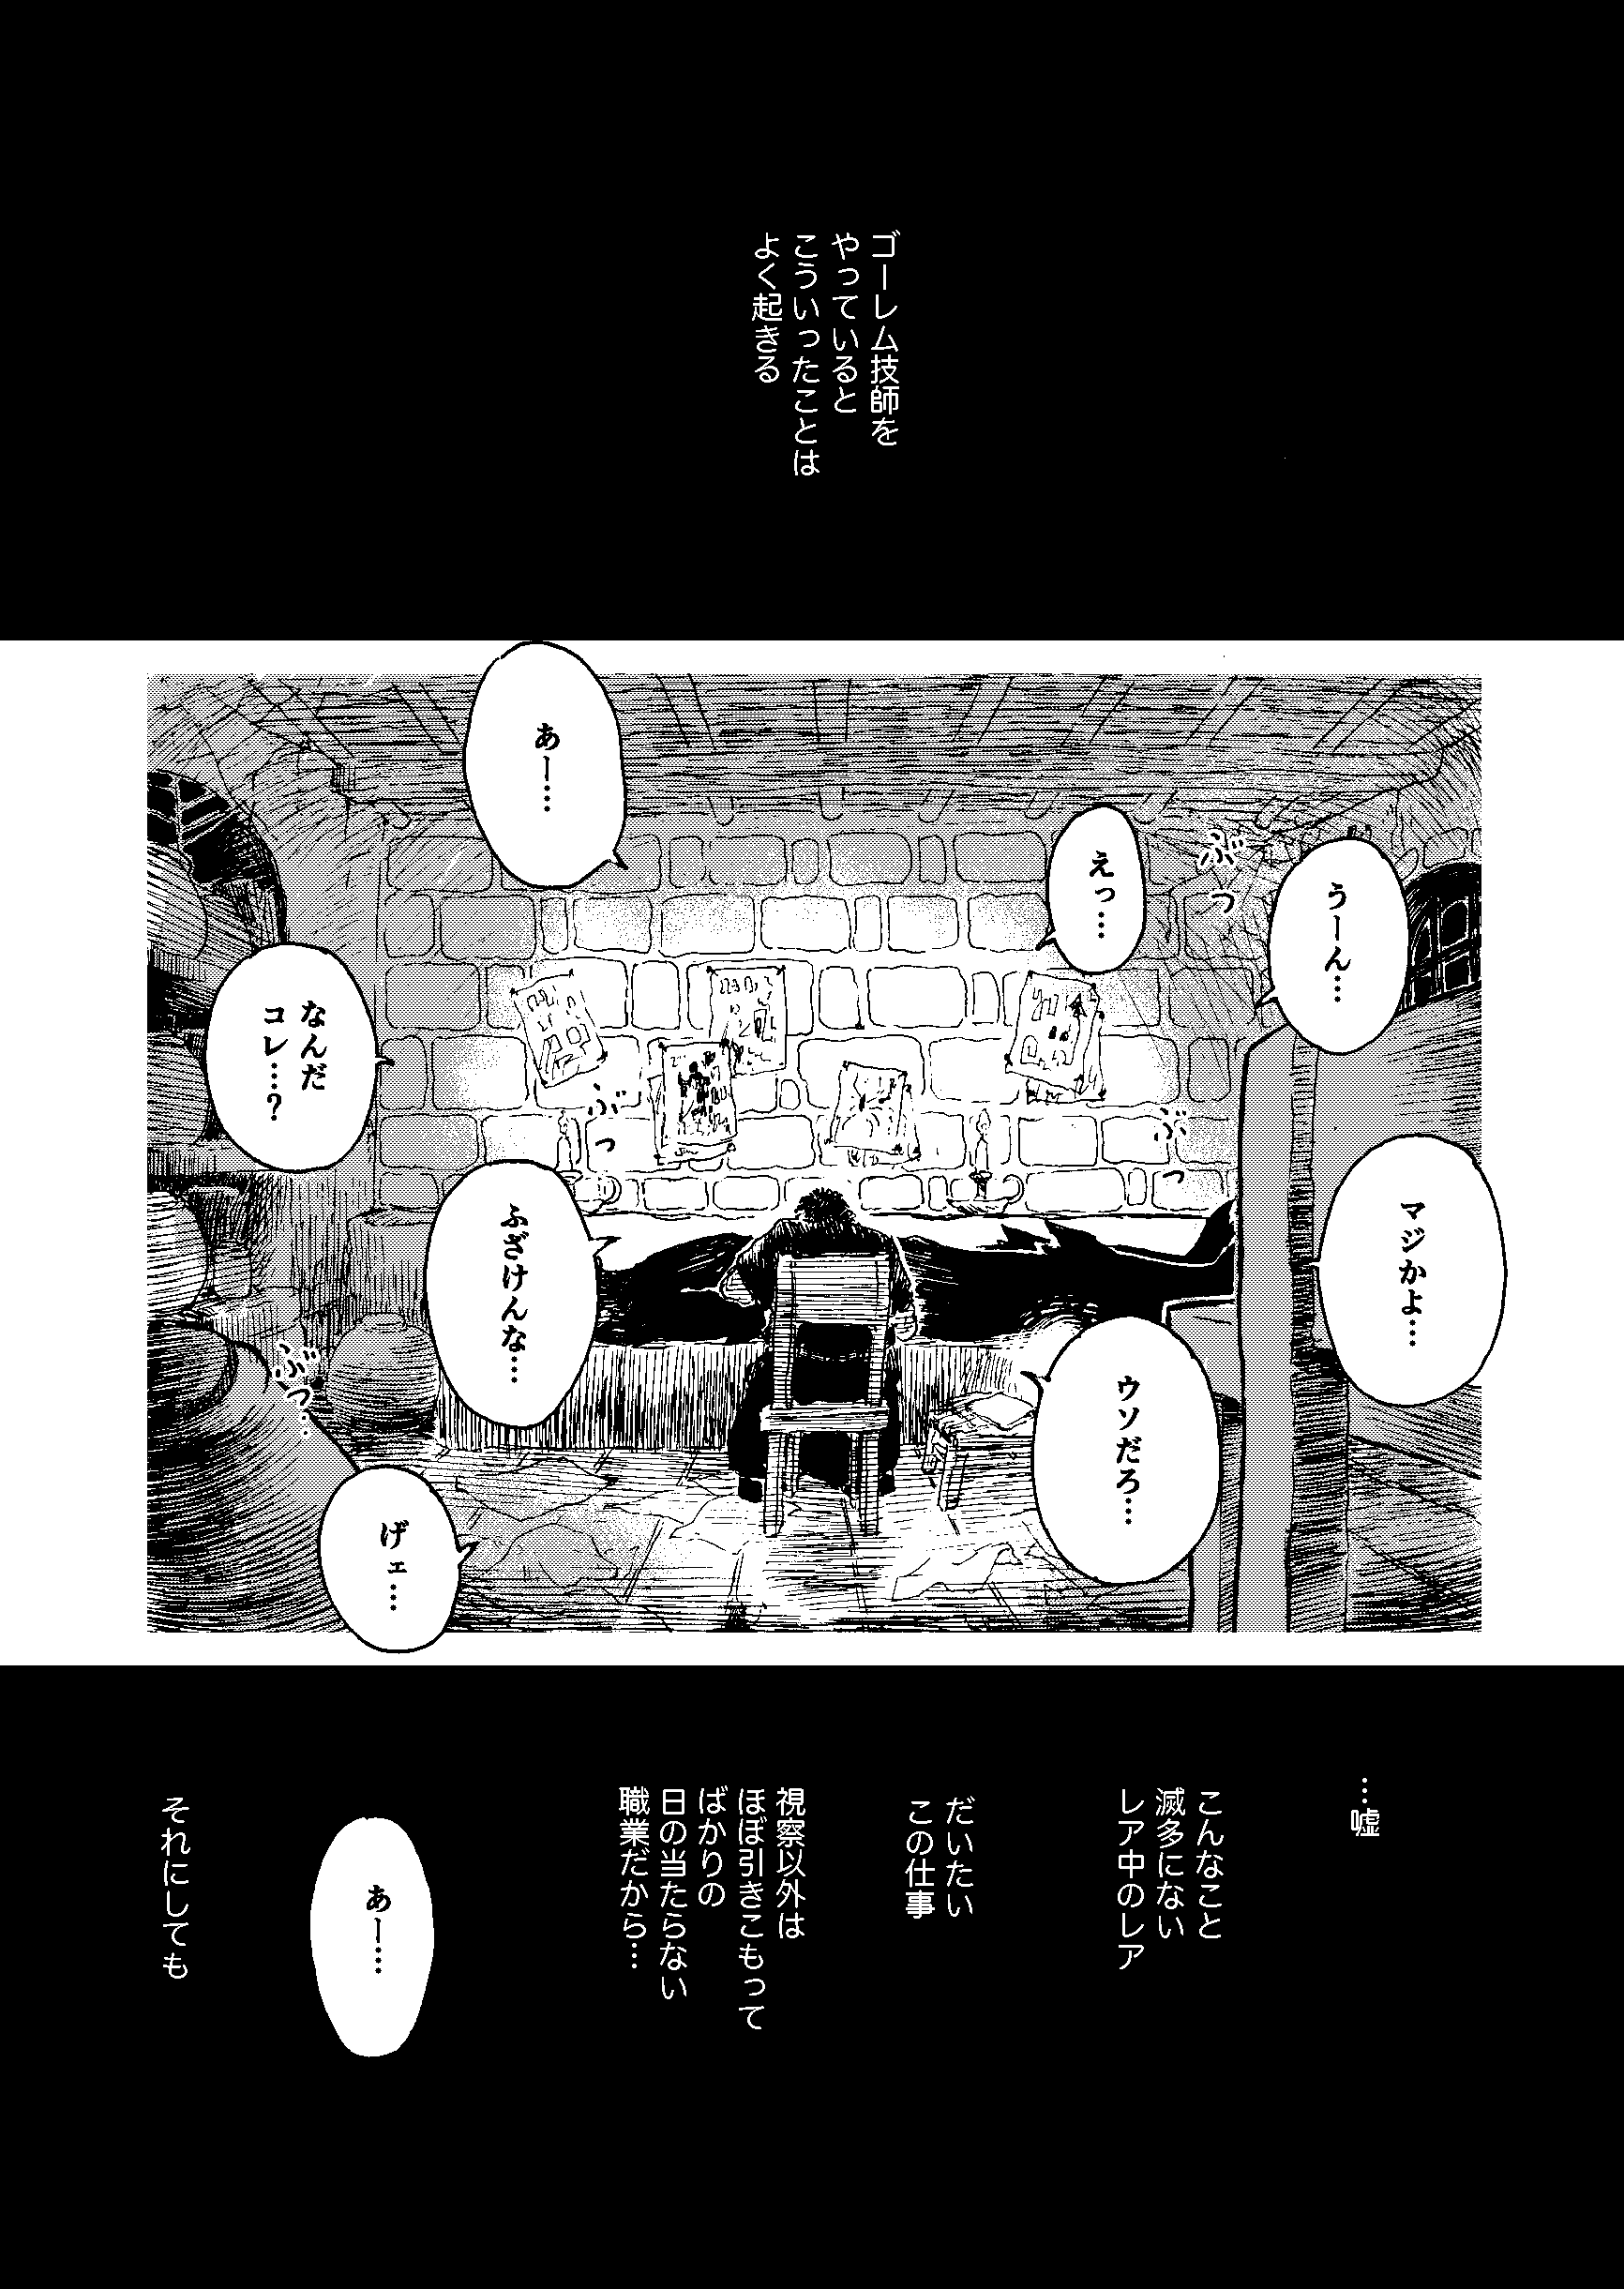 ゴーレム技師を
やっていると
こういったことは
よく起きる
うーん…
ぶつ
えっ…
あー…
マジかよ…
ぶつ
ウソだろ…
ぶつ
ふざけんな…
なんだ
コレ…?
ぶつ…
げェ…
…嘘
こんなこと
滅多にない
レア中のレア
だいたい
この仕事
視察以外は
ほぼ引きこもって
ばかりの
日の当たらない
職業だから…
あー…
それにしても